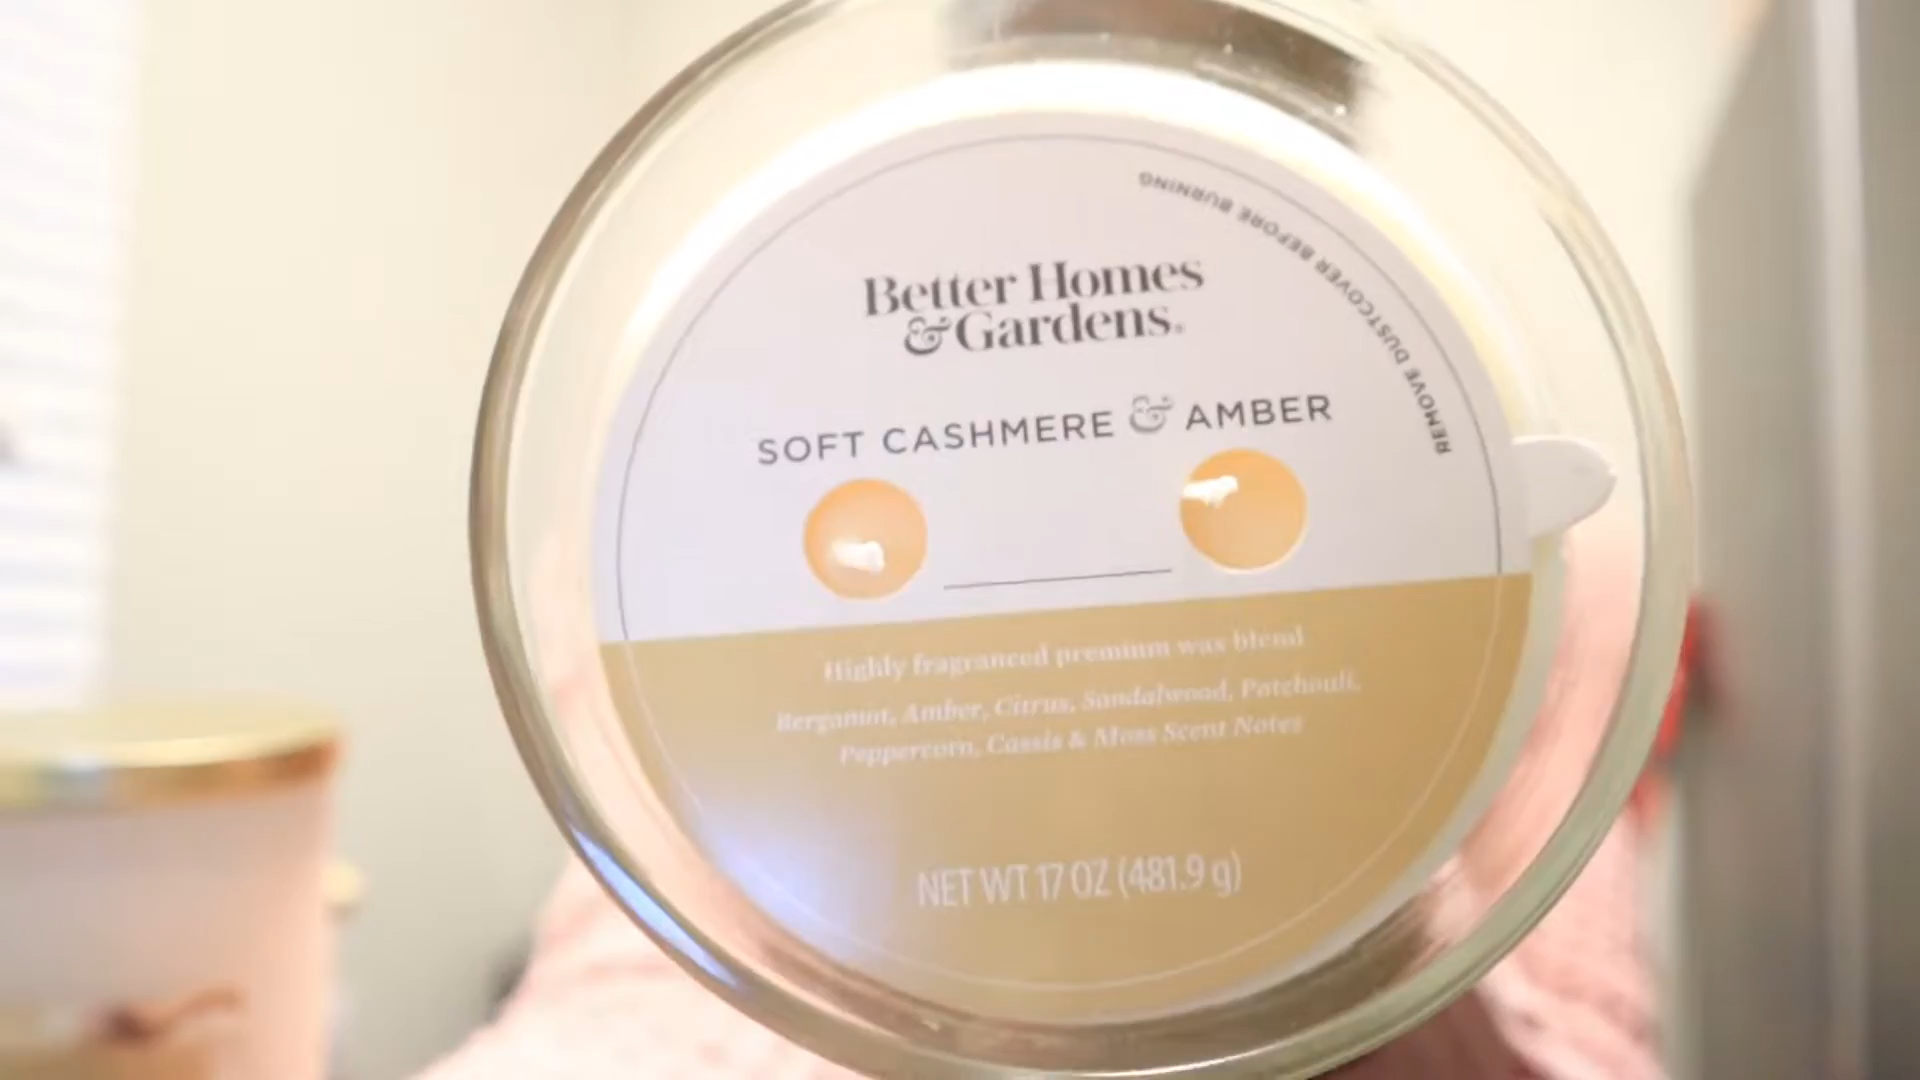 REMOVE DUSTCOVER BEFORE BURNING
Better Homes
& Gardens®
SOFT CASHMERE & AMBER
Highly fragranced premium wax blend
Bergamot, Amber, Citrus, Sandalwood, Patchouli,
Peppercorn, Cassis & Moss Scent Notes
NET WT 17 OZ (481.9 g)